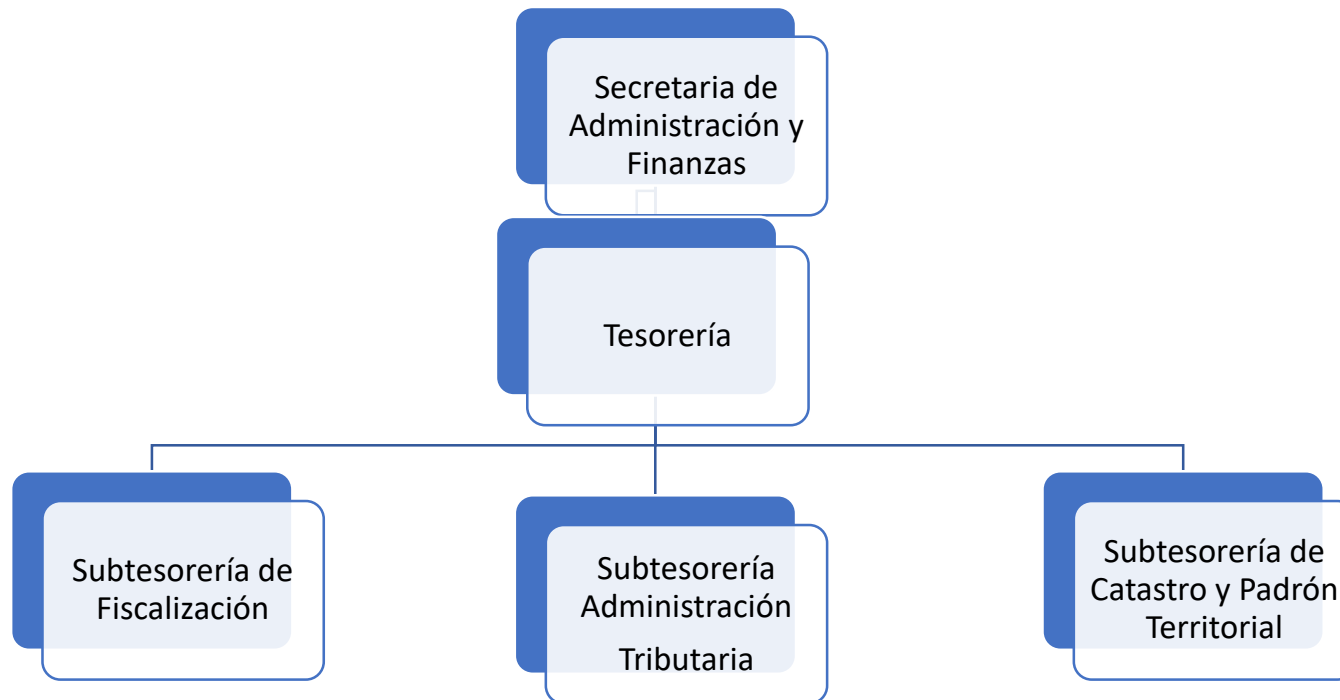 Secretaria de
Administración y
Finanzas
Tesorería
Subtesorería de
Fiscalización
Subtesorería
Administración
Tributaria
Subtesorería de
Catastro y Padrón
Territorial